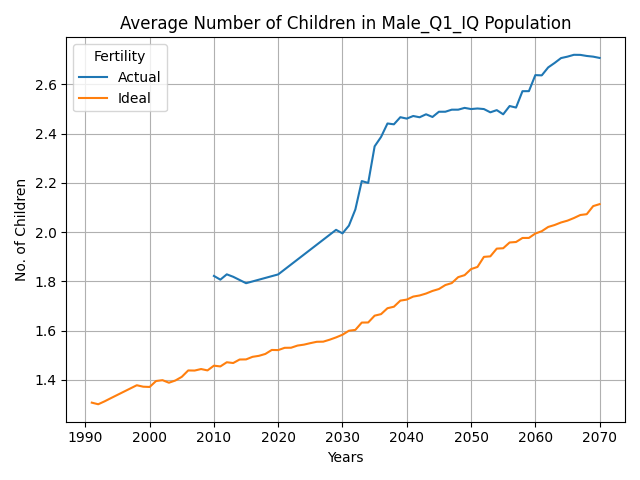 Average Number of Children in Male_Q1_IQ Population
Fertility
Actual
Ideal
No. of Children
2.6
2.4
2.2
2.0
1.8
1.6
1.4
1990 2000 2010 2020 2030 2040 2050 2060 2070
Years